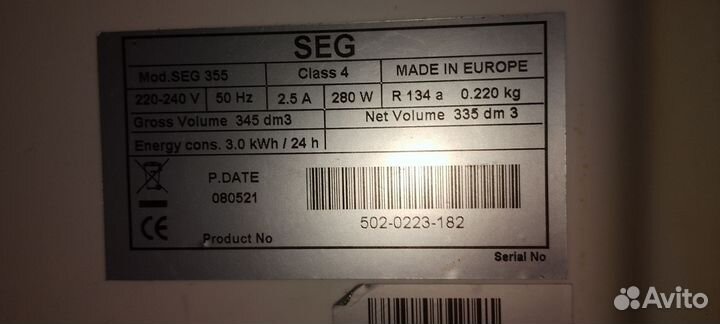 SEG
Mod.SEG 355 Class 4 MADE IN EUROPE
220-240 V 50 Hz 2.5 A 280 W R 134 a 0.220 kg
Gross Volume 345 dm3 Net Volume 335 dm 3
Energy cons. 3.0 kWh / 24 h
P.DATE
080521
502-0223-182
CE
Product No
Serial No
Avito